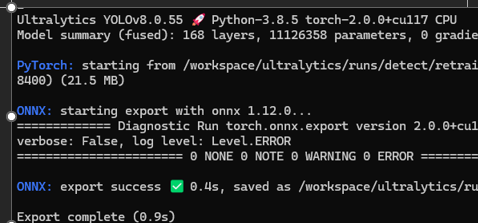 Ultralytics YOLOv8.0.55 🚀 Python-3.8.5 torch-2.0.0+cu117 CPU
Model summary (fused): 168 layers, 11126358 parameters, 0 gradie
PyTorch: starting from /workspace/ultralytics/runs/detect/retrai
8400) (21.5 MB)
ONNX: starting export with onnx 1.12.0...
============= Diagnostic Run torch.onnx.export version 2.0.0+cu1
verbose: False, log level: Level.ERROR
======================= 0 NONE 0 NOTE 0 WARNING 0 ERROR ========
ONNX: export success ✅ 0.4s, saved as /workspace/ultralytics/ru
Export complete (0.9s)